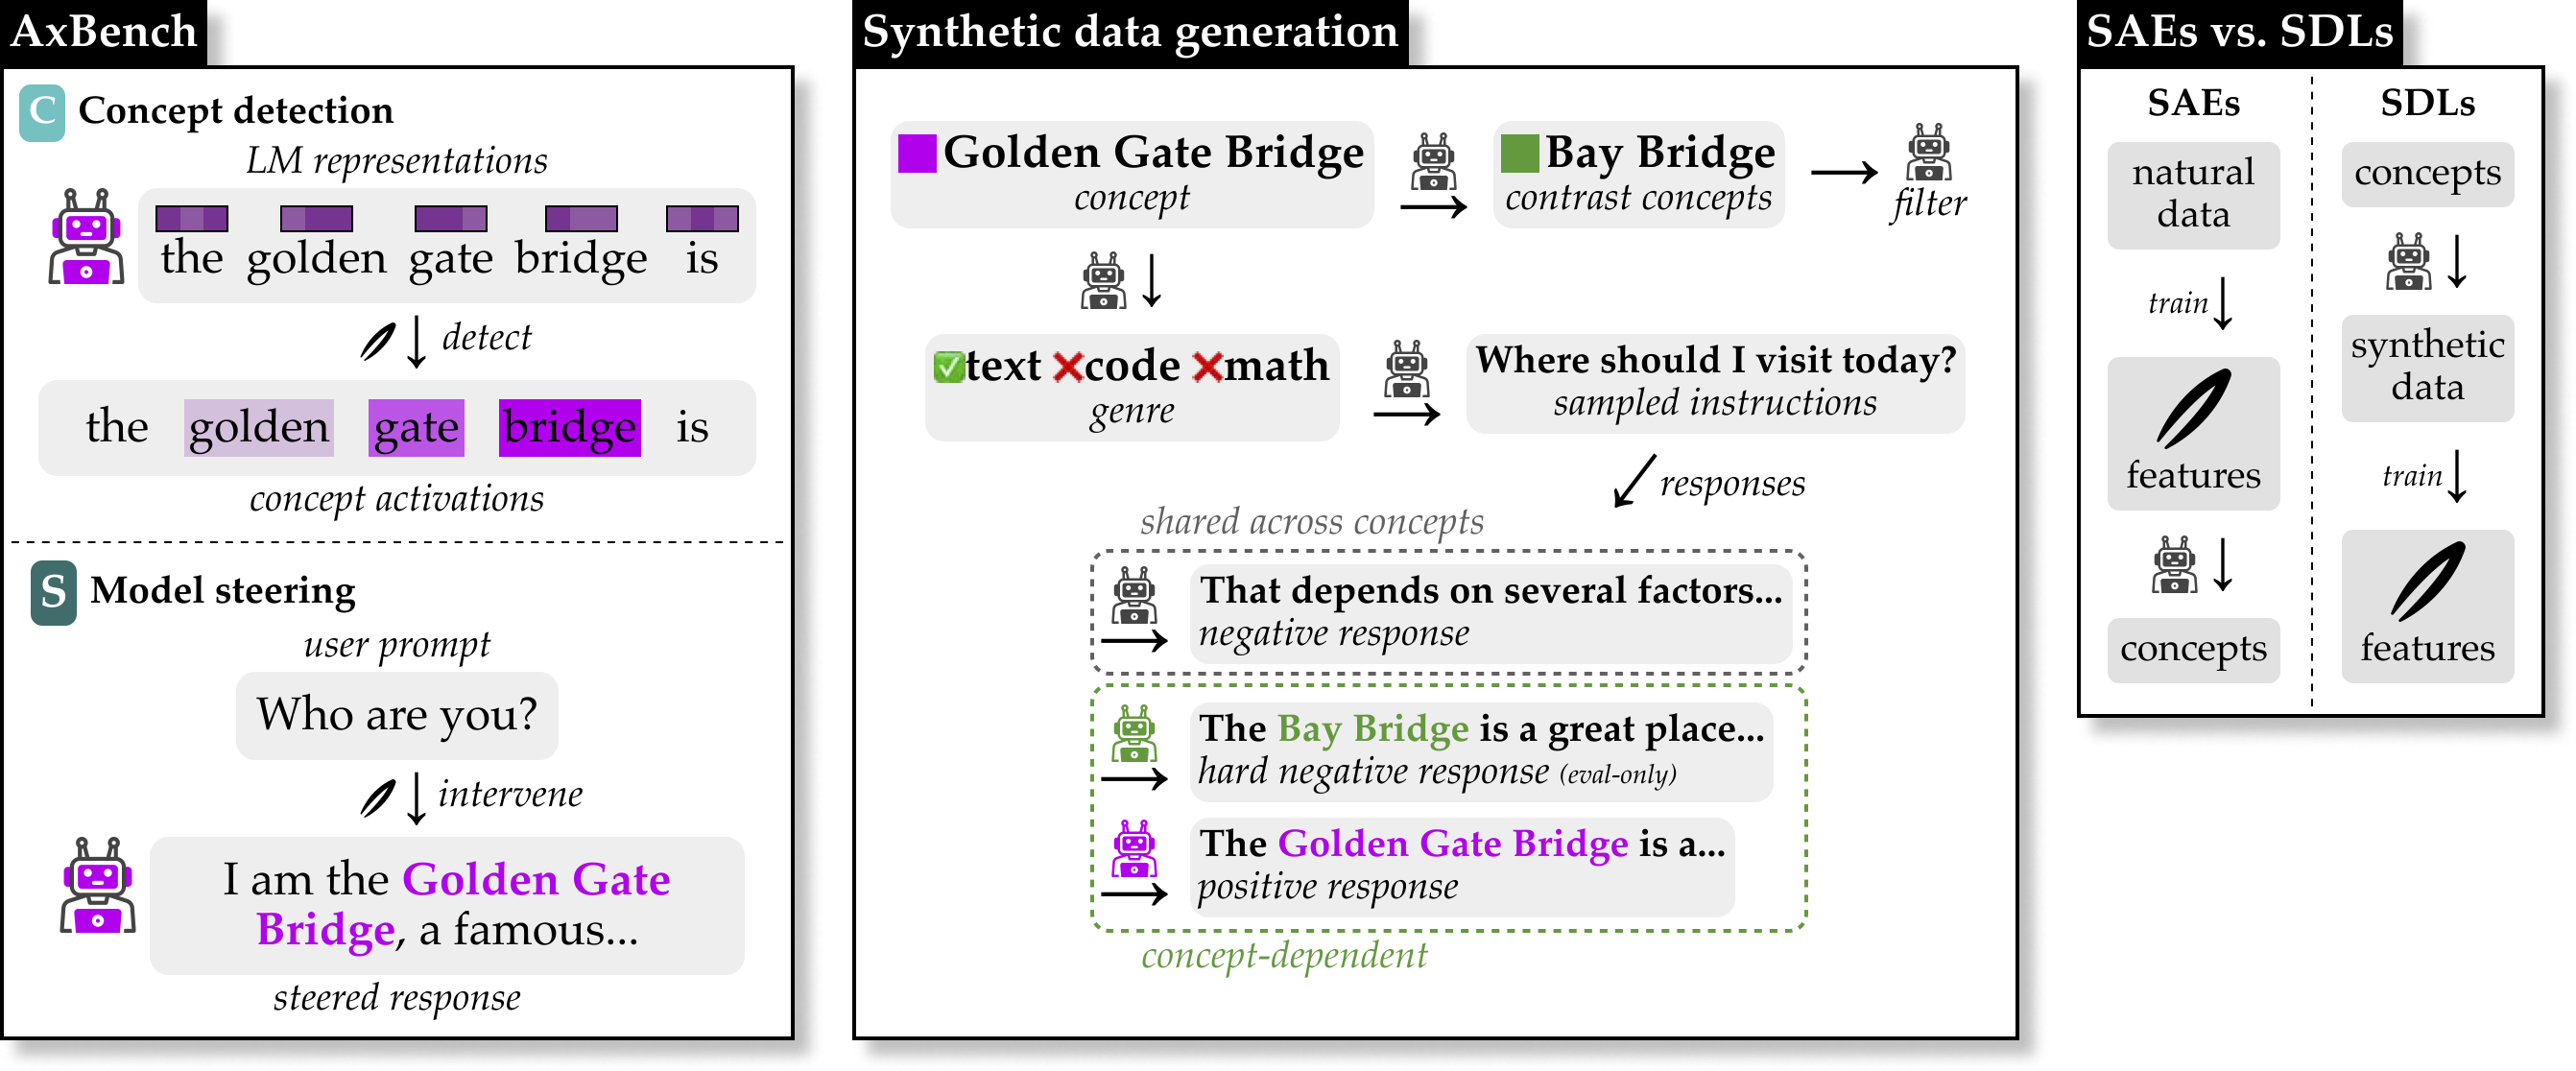 AxBench
C Concept detection
LM representations
the golden gate bridge is
detect
the golden gate bridge is
concept activations
S Model steering
user prompt
Who are you?
intervene
I am the Golden Gate
Bridge, a famous...
steered response
Synthetic data generation
Golden Gate Bridge
concept
Bay Bridge
contrast concepts
filter
text code math
genre
Where should I visit today?
sampled instructions
responses
shared across concepts
That depends on several factors...
negative response
The Bay Bridge is a great place...
hard negative response (eval-only)
The Golden Gate Bridge is a...
positive response
concept-dependent
SAEs vs. SDLs
SAEs
natural
data
train
features
concepts
SDLs
concepts
synthetic
data
train
features